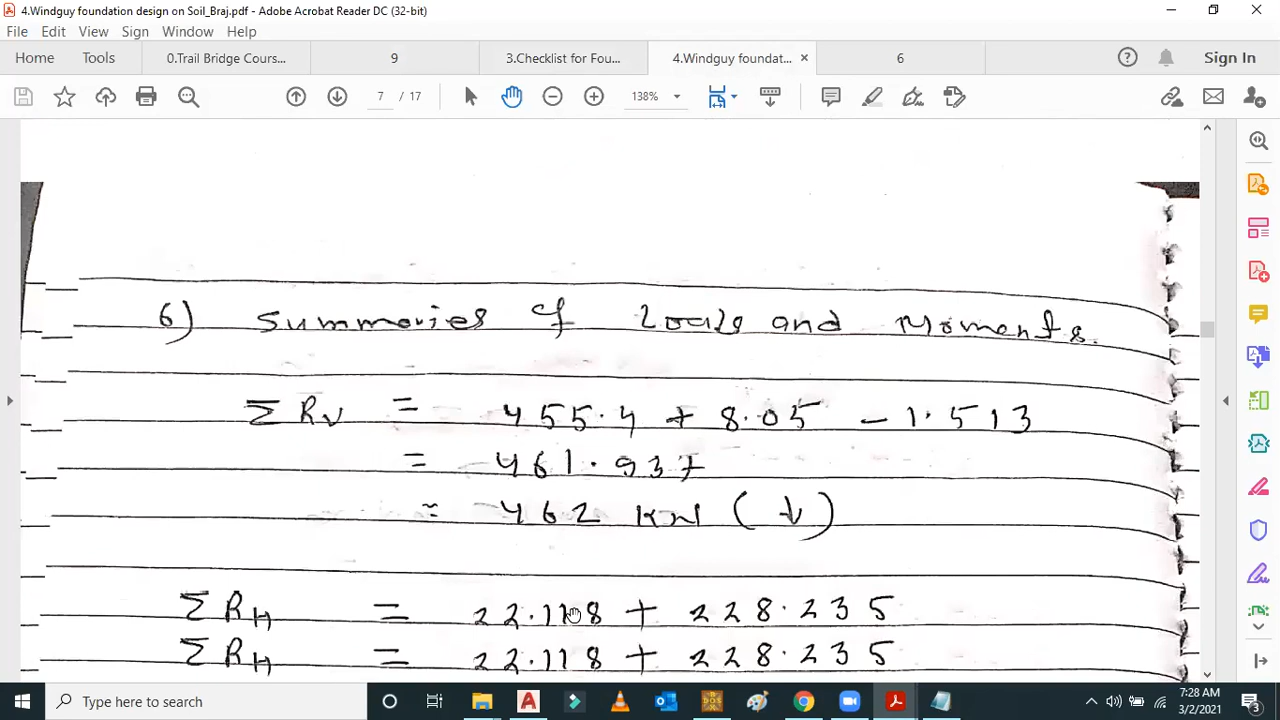 4.Windguy foundation design on Soil_Braj.pdf - Adobe Acrobat Reader DC (32-bit)
File Edit View Sign Window Help
Home Tools 0.Trail Bridge Cours... 9 3.Checklist for Fou... 4.Windguy foundat... × 6 Sign In
7 / 17 138%
6) Summaries of Loads and Moments.
Σ Rv = 455.4 + 8.05 - 1.513
= 461.937
≈ 462 kN (↓)
Σ RH = 22.118 + 228.235
Σ RH = 22.118 + 228.235
Type here to search
7:28 AM
3/2/2021